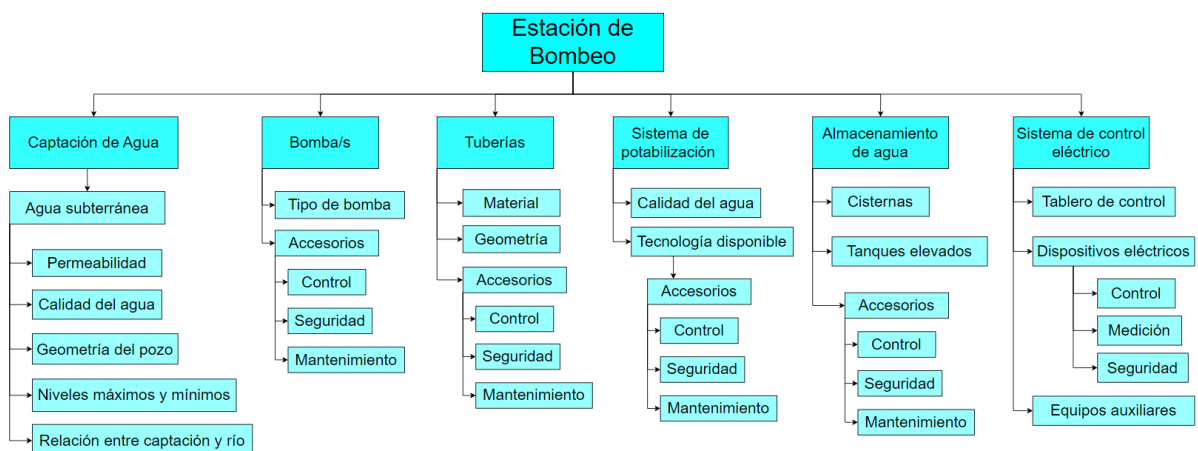 Estación de
Bombeo
Captación de Agua
Agua subterránea
Permeabilidad
Calidad del agua
Geometría del pozo
Niveles máximos y mínimos
Relación entre captación y río
Bomba/s
Tipo de bomba
Accesorios
Control
Seguridad
Mantenimiento
Tuberías
Material
Geometría
Accesorios
Control
Seguridad
Mantenimiento
Sistema de
potabilización
Calidad del agua
Tecnología disponible
Accesorios
Control
Seguridad
Mantenimiento
Almacenamiento
de agua
Cisternas
Tanques elevados
Accesorios
Control
Seguridad
Mantenimiento
Sistema de control
eléctrico
Tablero de control
Dispositivos eléctricos
Control
Medición
Seguridad
Equipos auxiliares